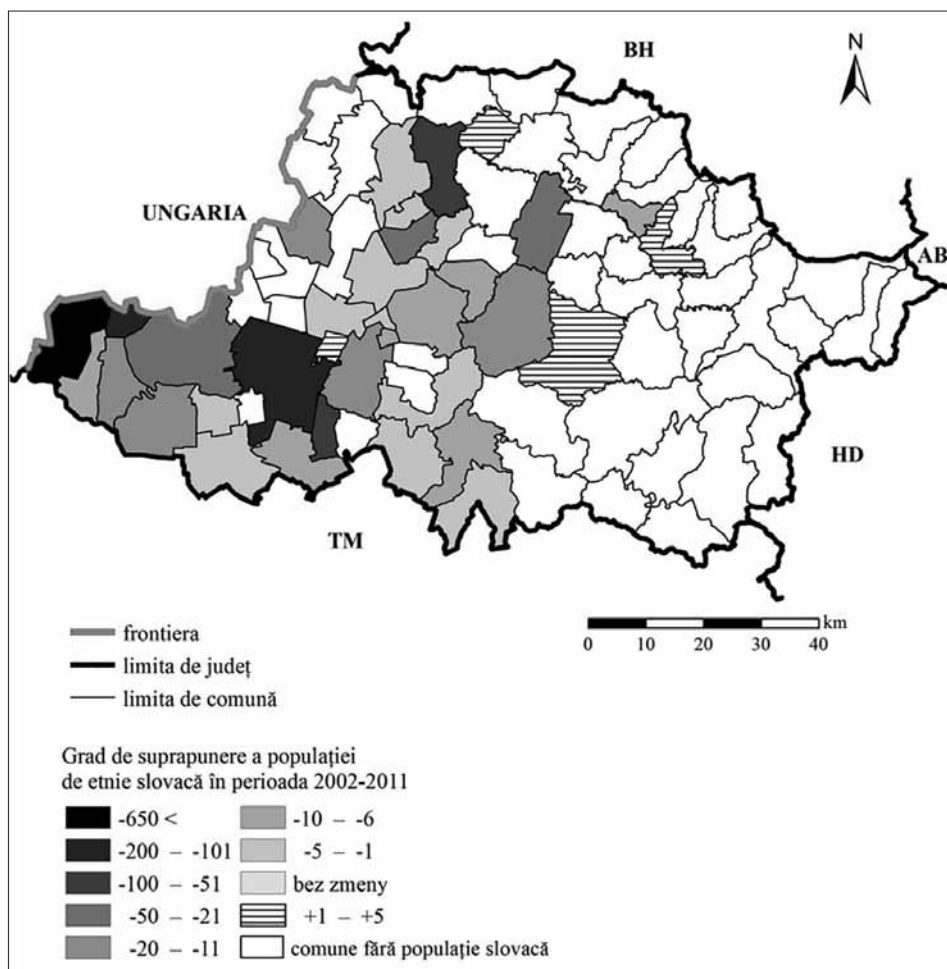 BH
N
UNGARIA
AB
HD
TM
frontiera
limita de județ
limita de comună
km
0 10 20 30 40
Grad de suprapunere a populației
de etnie slovacă în perioada 2002-2011
-650 <
-200 – -101
-100 – -51
-50 – -21
-20 – -11
-10 – -6
-5 – -1
bez zmeny
+1 – +5
comune fără populație slovacă